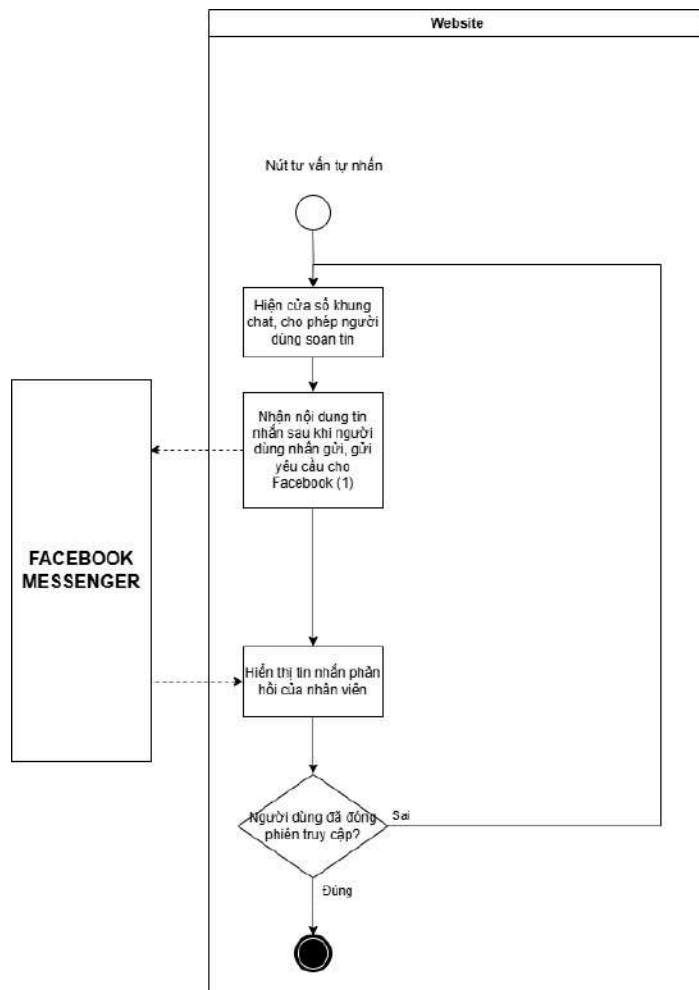 Website
Nút tư vấn tự nhấn
Hiện cửa sổ khung
chat, cho phép người
dùng soạn tin
Nhận nội dung tin
nhắn sau khi người
dùng nhấn gửi, gửi
yêu cầu cho
Facebook (1)
FACEBOOK
MESSENGER
Hiển thị tin nhắn phản
hồi của nhân viên
Người dùng đã đóng
phiên truy cập?
Sai
Đúng